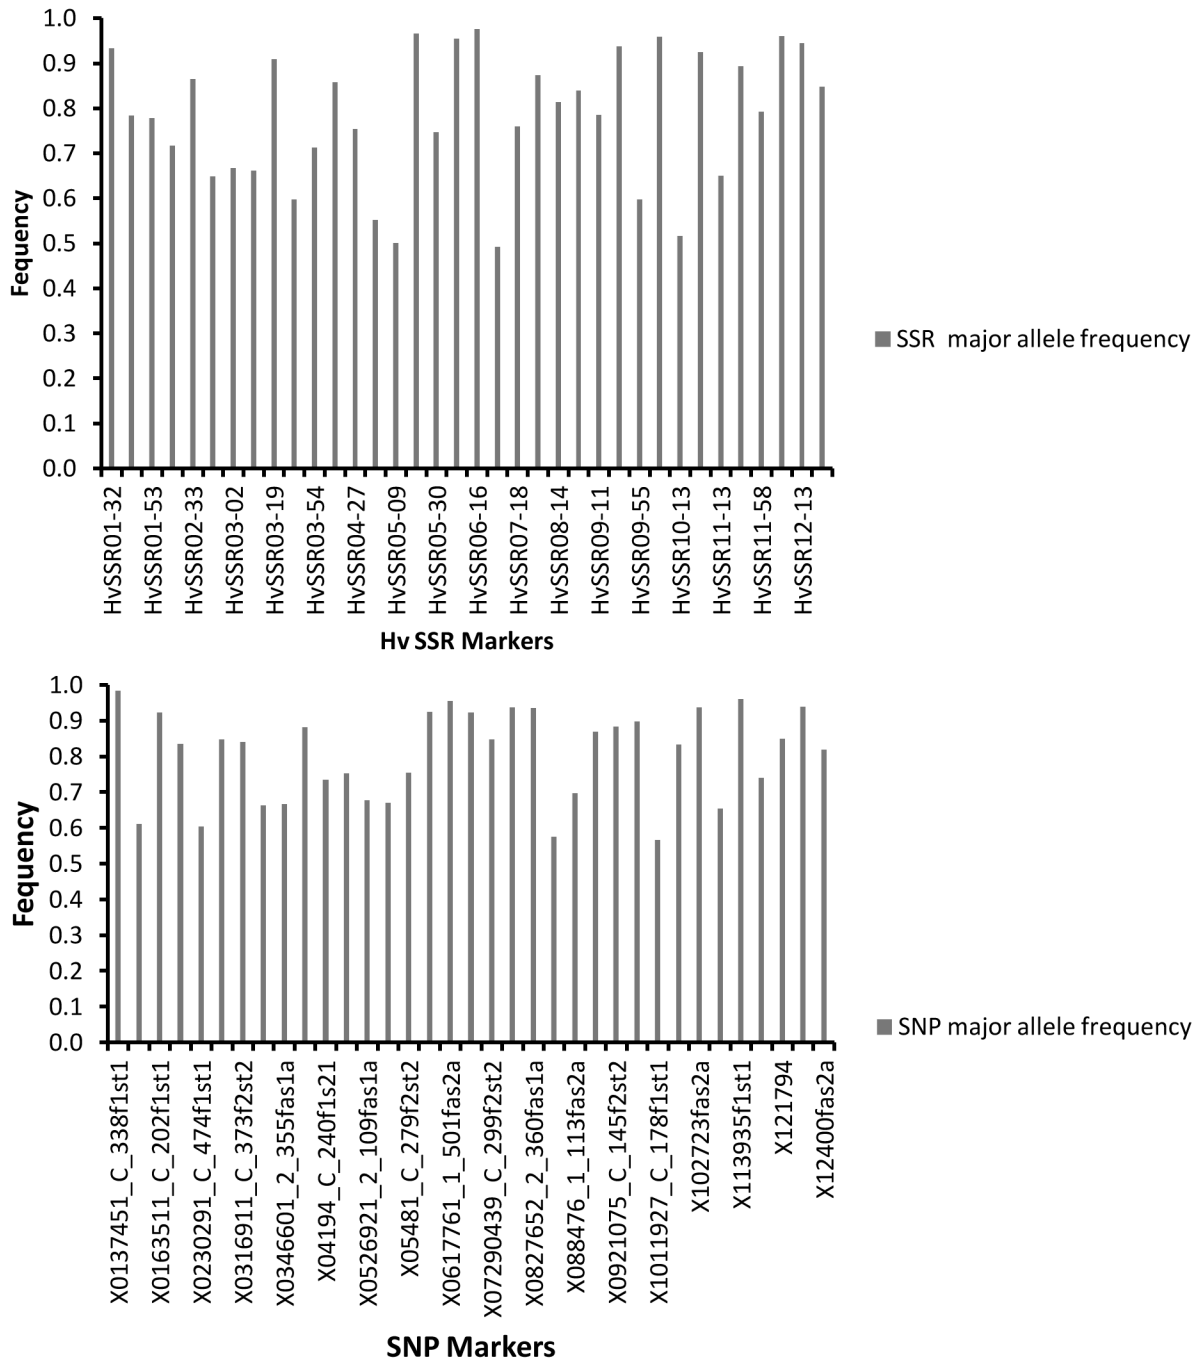 1.0
0.9
0.8
0.7
0.6
0.5
0.4
0.3
0.2
0.1
0.0
Fequency
HvSSR01-32
HvSSR01-53
HvSSR02-33
HvSSR03-02
HvSSR03-19
HvSSR03-54
HvSSR04-27
HvSSR05-09
HvSSR05-30
HvSSR06-16
HvSSR07-18
HvSSR08-14
HvSSR09-11
HvSSR09-55
HvSSR10-13
HvSSR11-13
HvSSR11-58
HvSSR12-13
Hv SSR Markers
SSR major allele frequency
1.0
0.9
0.8
0.7
0.6
0.5
0.4
0.3
0.2
0.1
0.0
Fequency
X0137451_C_338f1st1
X0163511_C_202f1st1
X0230291_C_474f1st1
X0316911_C_373f2st2
X0346601_2_355fas1a
X04194_C_240f1s21
X0526921_2_109fas1a
X05481_C_279f2st2
X0617761_1_501fas2a
X07290439_C_299f2st2
X0827652_2_360fas1a
X088476_1_113fas2a
X0921075_C_145f2st2
X1011927_C_178f1st1
X102723fas2a
X113935f1st1
X121794
X12400fas2a
SNP Markers
SNP major allele frequency